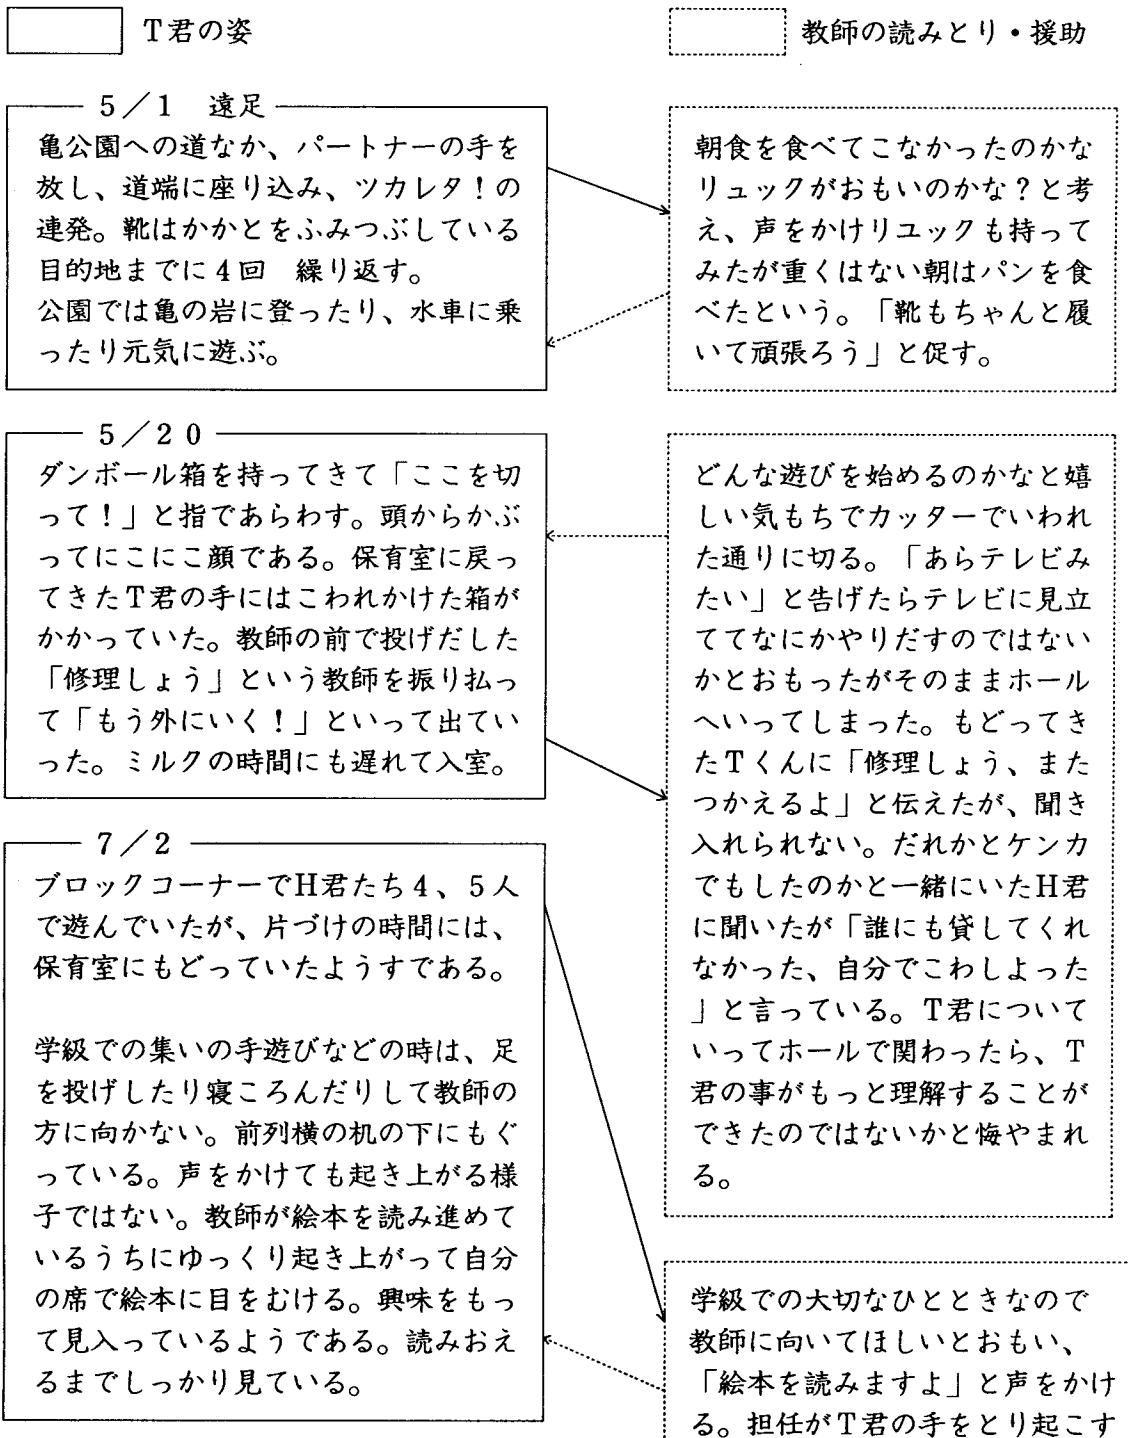 T君の姿
教師の読みとり・援助
5／1　遠足
亀公園への道なか、パートナーの手を
放し、道端に座り込み、ツカレタ！の
連発。靴はかかとをふみつぶしている
目的地までに4回　繰り返す。
公園では亀の岩に登ったり、水車に乗
ったり元気に遊ぶ。
朝食を食べてこなかったのかな
リュックがおもいのかな？と考
え、声をかけリユックも持って
みたが重くはない朝はパンを食
べたという。「靴もちゃんと履
いて頑張ろう」と促す。
5／20
ダンボール箱を持ってきて「ここを切
って！」と指であらわす。頭からかぶ
ってにこにこ顔である。保育室に戻っ
てきたT君の手にはこわれかけた箱が
かかっていた。教師の前で投げだした
「修理しょう」という教師を振り払っ
て「もう外にいく！」といって出てい
った。ミルクの時間にも遅れて入室。
どんな遊びを始めるのかなと嬉
しい気もちでカッターでいわれ
た通りに切る。「あらテレビみ
たい」と告げたらテレビに見立
ててなにかやりだすのではない
かとおもったがそのままホール
へいってしまった。もどってき
たTくんに「修理しょう、また
つかえるよ」と伝えたが、聞き
入れられない。だれかとケンカ
でもしたのかと一緒にいたH君
に聞いたが「誰にも貸してくれ
なかった、自分でこわしよった
」と言っている。T君について
いってホールで関わったら、T
君の事がもっと理解することが
できたのではないかと悔やまれ
る。
7／2
ブロックコーナーでH君たち4、5人
で遊んでいたが、片づけの時間には、
保育室にもどっていたようすである。
学級での集いの手遊びなどの時は、足
を投げしたり寝ころんだりして教師の
方に向かない。前列横の机の下にもぐ
っている。声をかけても起き上がる様
子ではない。教師が絵本を読み進めて
いるうちにゆっくり起き上がって自分
の席で絵本に目をむける。興味をもっ
て見入っているようである。読みおえ
るまでしっかり見ている。
学級での大切なひとときなので
教師に向いてほしいとおもい、
「絵本を読みますよ」と声をかけ
る。担任がT君の手をとり起こす